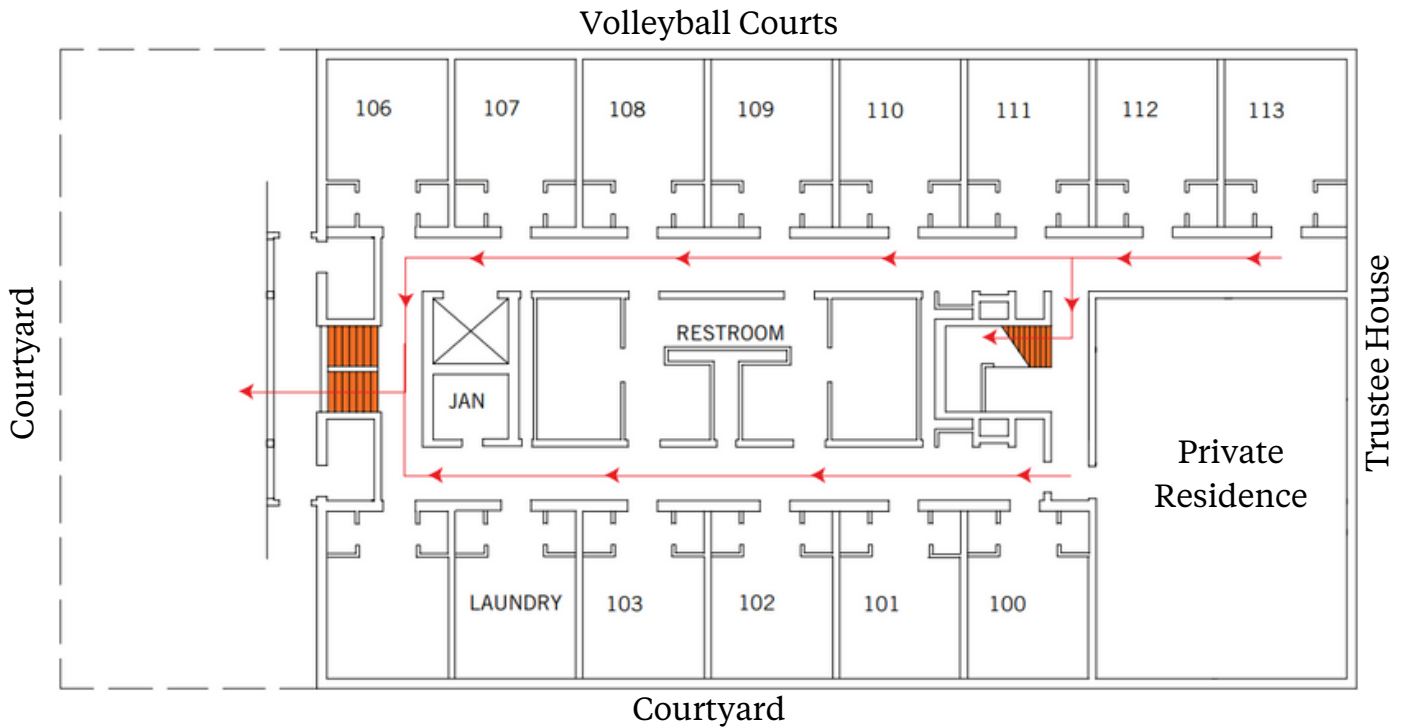 Volleyball Courts
106
107
108
109
110
111
112
113
Courtyard
RESTROOM
JAN
Trustee House
Private
Residence
LAUNDRY
103
102
101
100
Courtyard